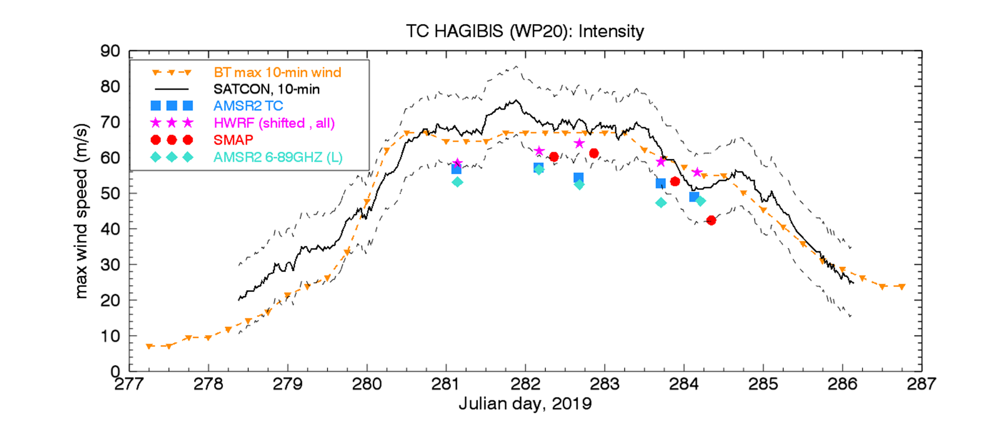 TC HAGIBIS (WP20): Intensity
90
80
70
60
50
40
30
20
10
0
max wind speed (m/s)
BT max 10-min wind
SATCON, 10-min
AMSR2 TC
HWRF (shifted , all)
SMAP
AMSR2 6-89GHZ (L)
277 278 279 280 281 282 283 284 285 286 287
Julian day, 2019